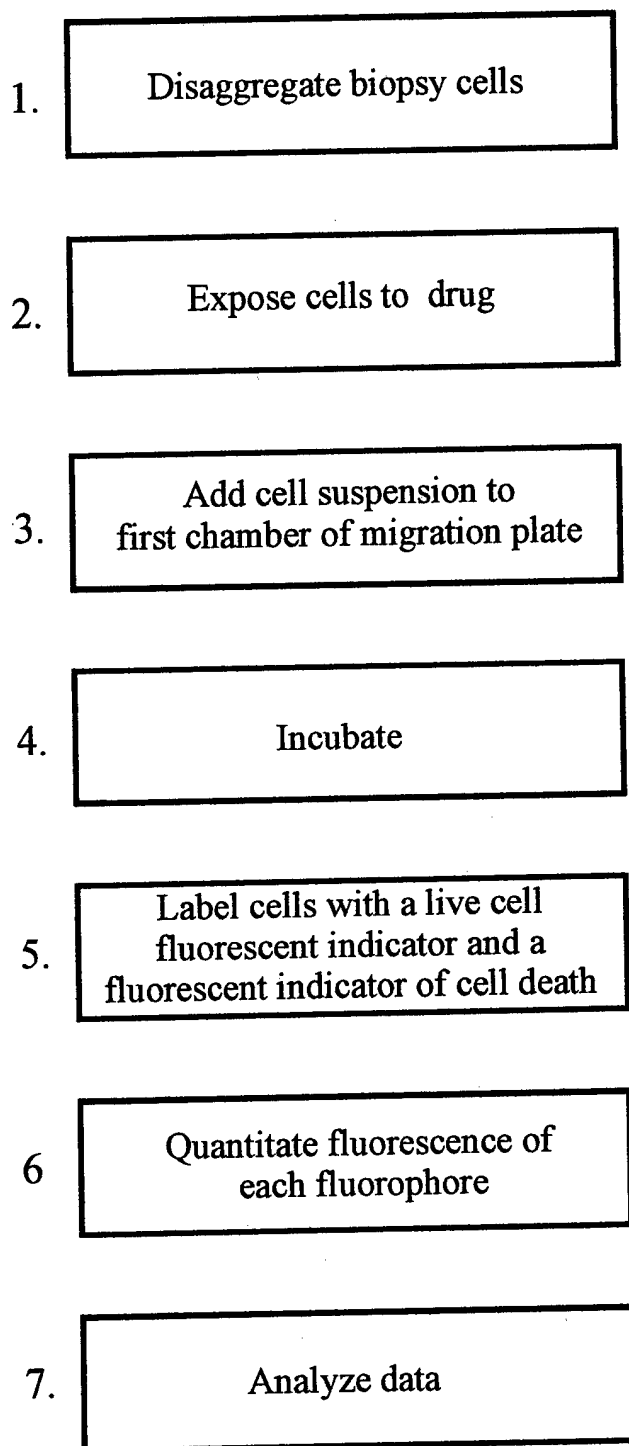 1. Disaggregate biopsy cells
2. Expose cells to drug
3. Add cell suspension to
first chamber of migration plate
4. Incubate
5. Label cells with a live cell
fluorescent indicator and a
fluorescent indicator of cell death
6 Quantitate fluorescence of
each fluorophore
7. Analyze data